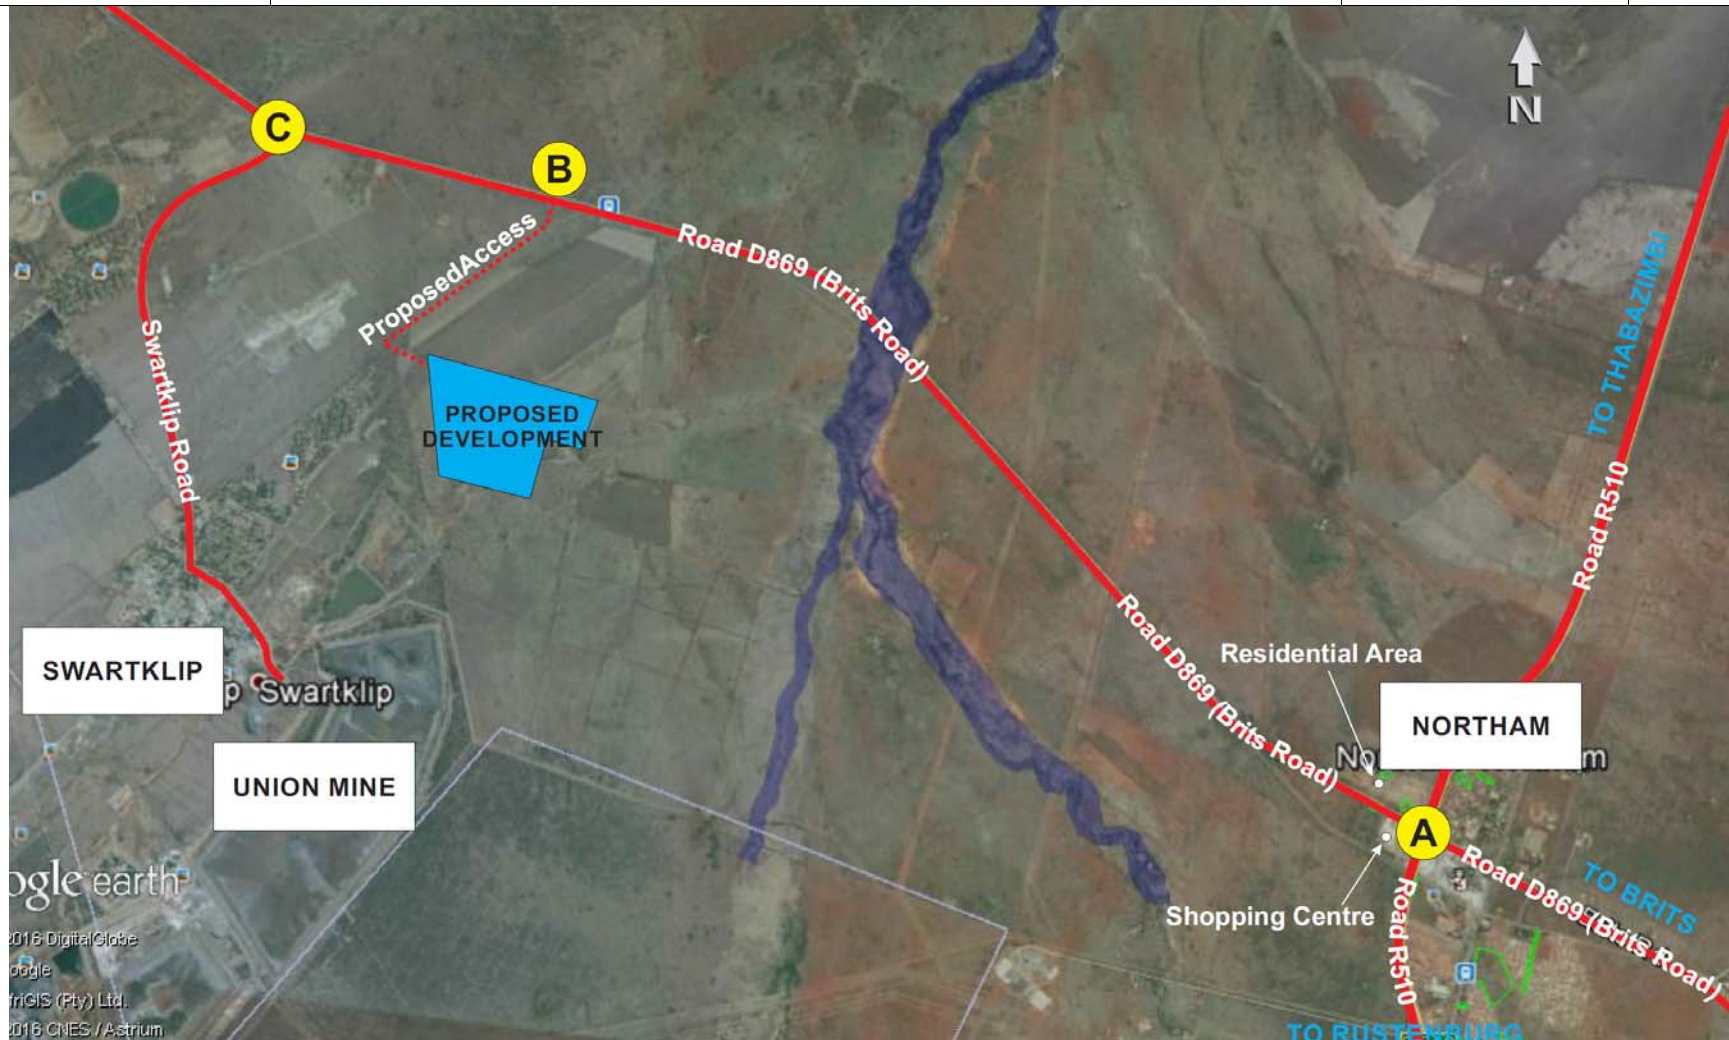 N
C
B
ProposedAccess
Road D869 (Brits Road)
TO THABAZIMBI
Swartklip Road
PROPOSED
DEVELOPMENT
Road R510
Road D869 (Brits Road)
Residential Area
SWARTKLIP
p Swartklip
NORTHAM
UNION MINE
A
Shopping Centre
Road D869 (Brits Road)
TO BRITS
Road R510
ogle earth
2016 DigitalGlobe
oogle
friGIS (Pty) Ltd.
2016 CNES / Astrium
TO RUSTENBURG